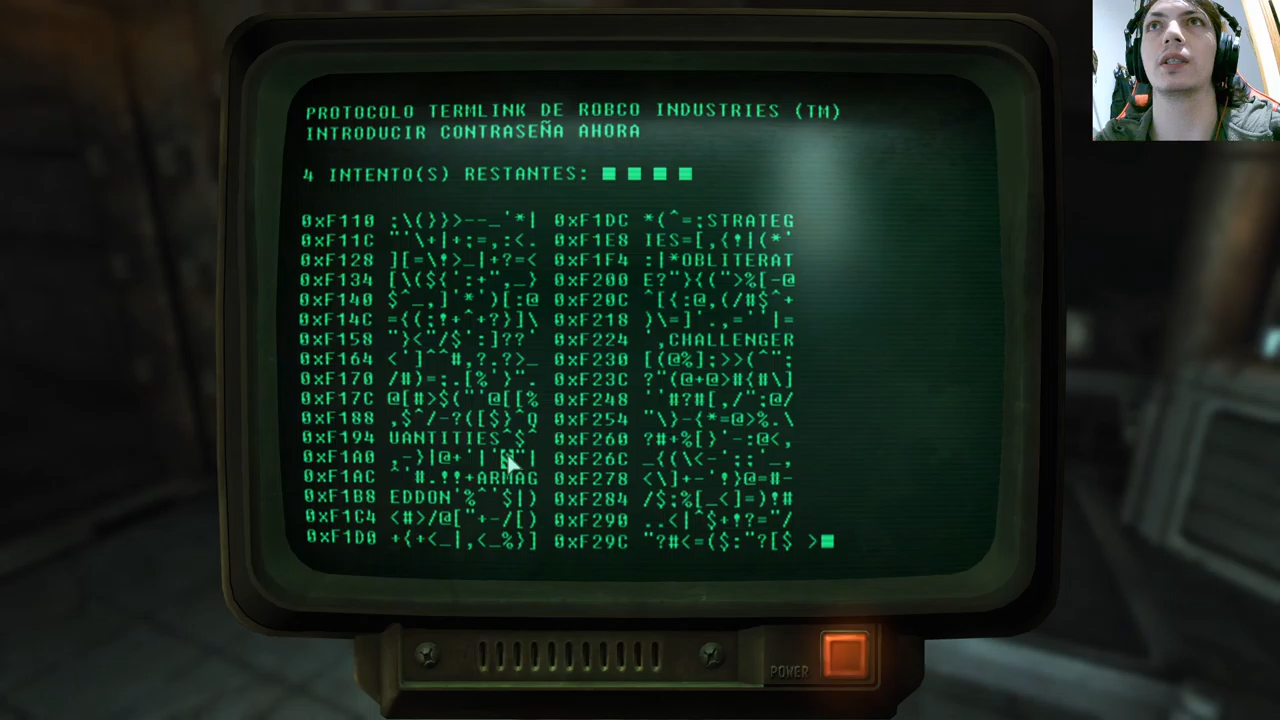 PROTOCOLO TERMLINK DE ROBCO INDUSTRIES (TM)
INTRODUCIR CONTRASEÑA AHORA
4 INTENTO(S) RESTANTES: ■ ■ ■ ■
0xF110 ;\(}}>--_'*| 0xF1DC *(^=;STRATEG
0xF11C "'\+|+;=,:<. 0xF1E8 IES=[,{!|(*'
0xF128 ][=\!>_|+?=< 0xF1F4 :|*OBLITERAT
0xF134 [\(${':+",_} 0xF200 E?"}{(">%[-@
0xF140 $^_,]'*')[:@ 0xF20C ^[{:@,(/#$^+
0xF14C ={(;!+^+?}]\ 0xF218 )\=]'.,=''|=
0xF158 "}<"/$':]??' 0xF224 ',CHALLENGER
0xF164 <']^^#,?.?>_ 0xF230 [(@%];>>(^";
0xF170 /#)=;.[%'}". 0xF23C ?"(@+@>#{#\]
0xF17C @[#>$("'@[[% 0xF248 ''#?#[,/";@/
0xF188 ,$^/-?([$}^Q 0xF254 "\}-{*=@>%.\
0xF194 UANTITIES^$^ 0xF260 ?#+%[}'-:@<,
0xF1A0 0xF26C _{(\<-';;'_,
0xF1AC #.!!+ARMAG 0xF278 <\]+-'!}@=#-
0xF1B8 EDDON'%^'$|) 0xF284 /$:%[_<]=)!#
0xF1C4 <#>/@["+-/[) 0xF290 ..<|^$+!?="/
0xF1D0 +{+<_|,<_%}] 0xF29C "?#<=($:"?[$ >■
POWER